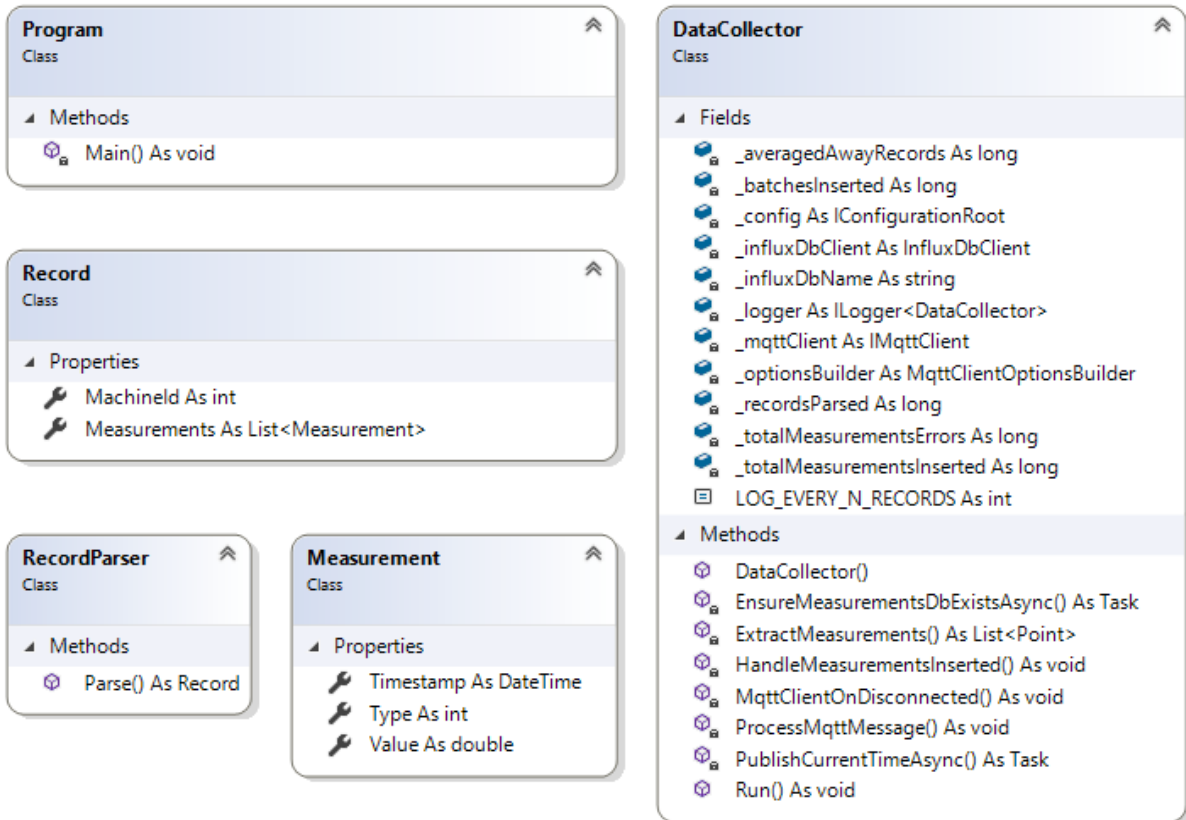 Program
Class
Methods
Main() As void
Record
Class
Properties
MachineId As int
Measurements As List<Measurement>
RecordParser
Class
Methods
Parse() As Record
Measurement
Class
Properties
Timestamp As DateTime
Type As int
Value As double
DataCollector
Class
Fields
_averagedAwayRecords As long
_batchesInserted As long
_config As IConfigurationRoot
_influxDbClient As InfluxDbClient
_influxDbName As string
_logger As ILogger<DataCollector>
_mqttClient As IMqttClient
_optionsBuilder As MqttClientOptionsBuilder
_recordsParsed As long
_totalMeasurementsErrors As long
_totalMeasurementsInserted As long
LOG_EVERY_N_RECORDS As int
Methods
DataCollector()
EnsureMeasurementsDbExistsAsync() As Task
ExtractMeasurements() As List<Point>
HandleMeasurementsInserted() As void
MqttClientOnDisconnected() As void
ProcessMqttMessage() As void
PublishCurrentTimeAsync() As Task
Run() As void